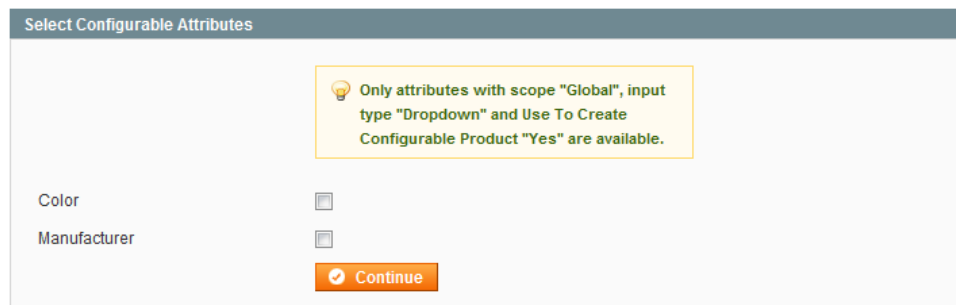 Select Configurable Attributes
Only attributes with scope "Global", input
type "Dropdown" and Use To Create
Configurable Product "Yes" are available.
Color
Manufacturer
Continue